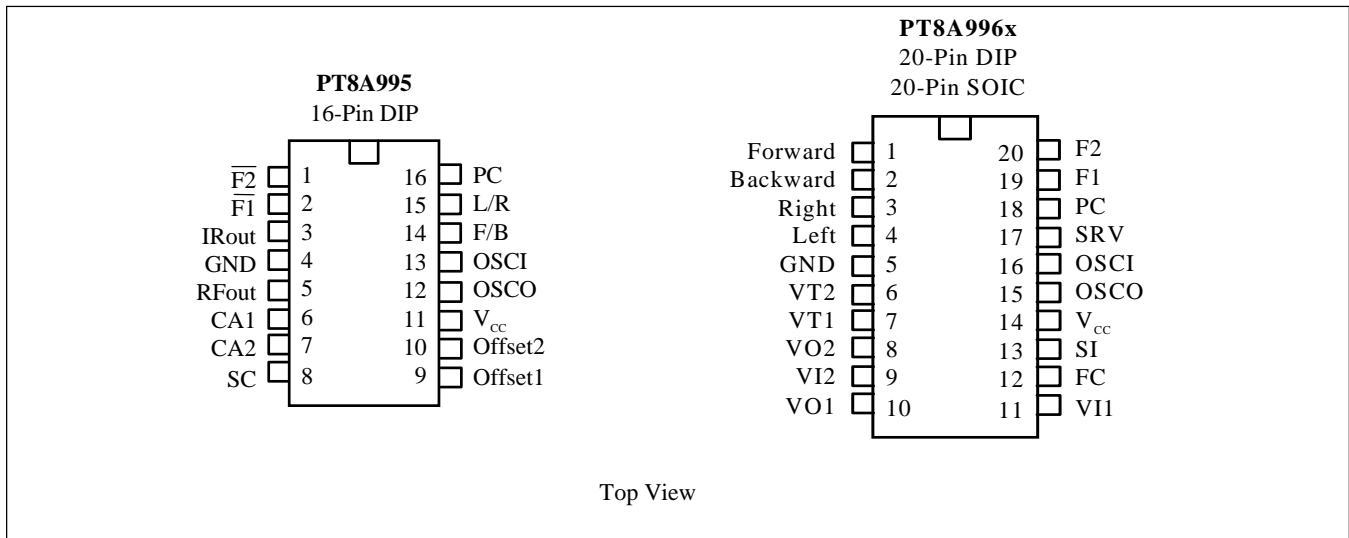 PT8A995
16-Pin DIP
F2 1 16 PC
F1 2 15 L/R
IRout 3 14 F/B
GND 4 13 OSCI
RFout 5 12 OSCO
CA1 6 11 VCC
CA2 7 10 Offset2
SC 8 9 Offset1
PT8A996x
20-Pin DIP
20-Pin SOIC
Forward 1 20 F2
Backward 2 19 F1
Right 3 18 PC
Left 4 17 SRV
GND 5 16 OSCI
VT2 6 15 OSCO
VT1 7 14 VCC
VO2 8 13 SI
VI2 9 12 FC
VO1 10 11 VI1
Top View